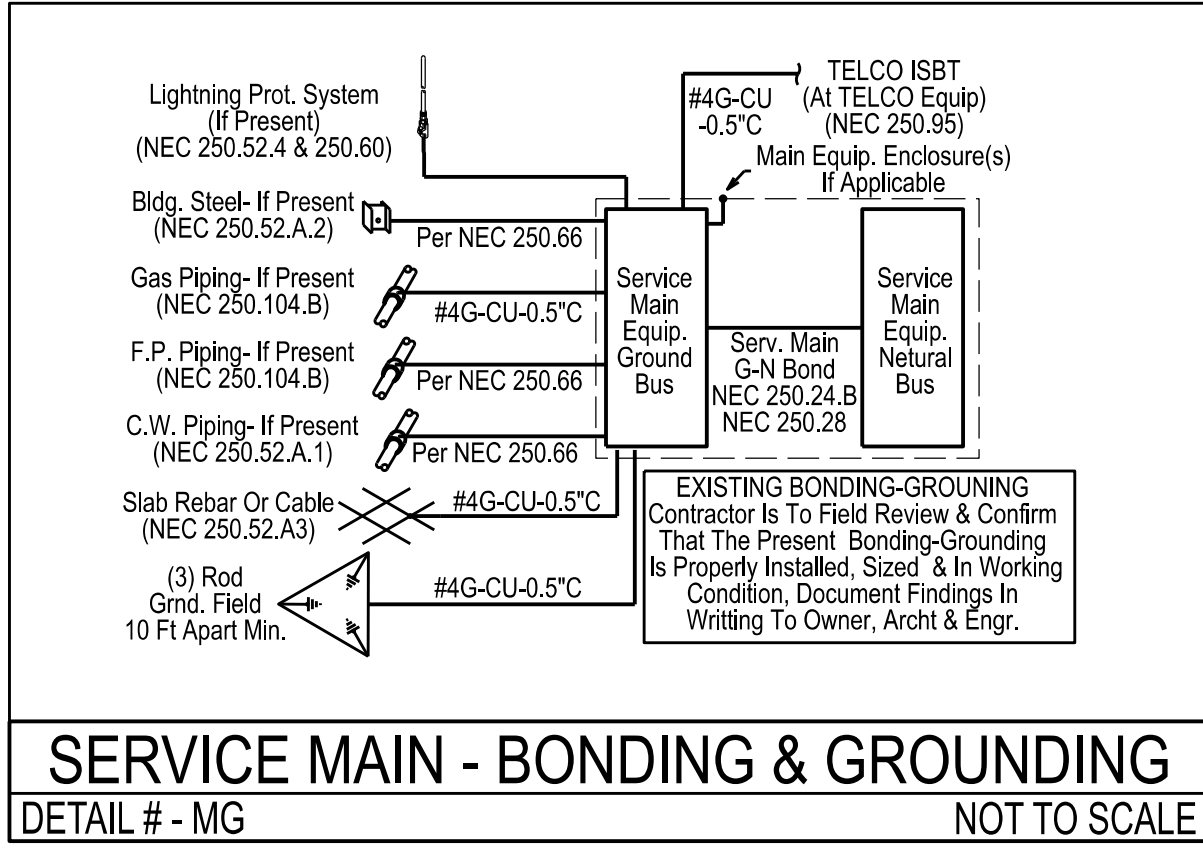 Lightning Prot. System
(If Present)
(NEC 250.52.4 & 250.60)
#4G-CU
-0.5"C
TELCO ISBT
(At TELCO Equip)
(NEC 250.95)
Main Equip. Enclosure(s)
If Applicable
Bldg. Steel- If Present
(NEC 250.52.A.2)
Per NEC 250.66
Gas Piping- If Present
(NEC 250.104.B)
#4G-CU-0.5"C
F.P. Piping- If Present
(NEC 250.104.B)
Per NEC 250.66
C.W. Piping- If Present
(NEC 250.52.A.1)
Per NEC 250.66
Slab Rebar Or Cable
(NEC 250.52.A3)
#4G-CU-0.5"C
(3) Rod
Grnd. Field
10 Ft Apart Min.
#4G-CU-0.5"C
Service
Main
Equip.
Ground
Bus
Serv. Main
G-N Bond
NEC 250.24.B
NEC 250.28
Service
Main
Equip.
Netural
Bus
EXISTING BONDING-GROUNING
Contractor Is To Field Review & Confirm
That The Present Bonding-Grounding
Is Properly Installed, Sized & In Working
Condition, Document Findings In
Writting To Owner, Archt & Engr.
SERVICE MAIN - BONDING & GROUNDING
DETAIL # - MG
NOT TO SCALE